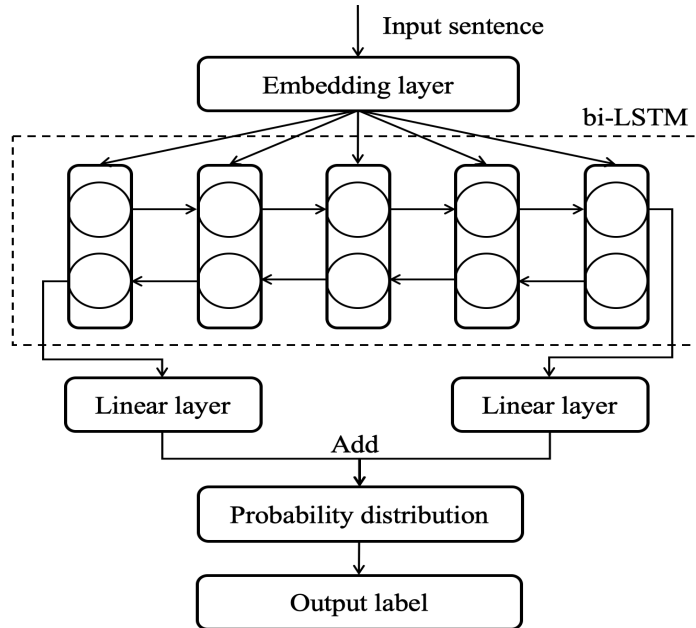 Input sentence
Embedding layer
bi-LSTM
Linear layer
Linear layer
Add
Probability distribution
Output label